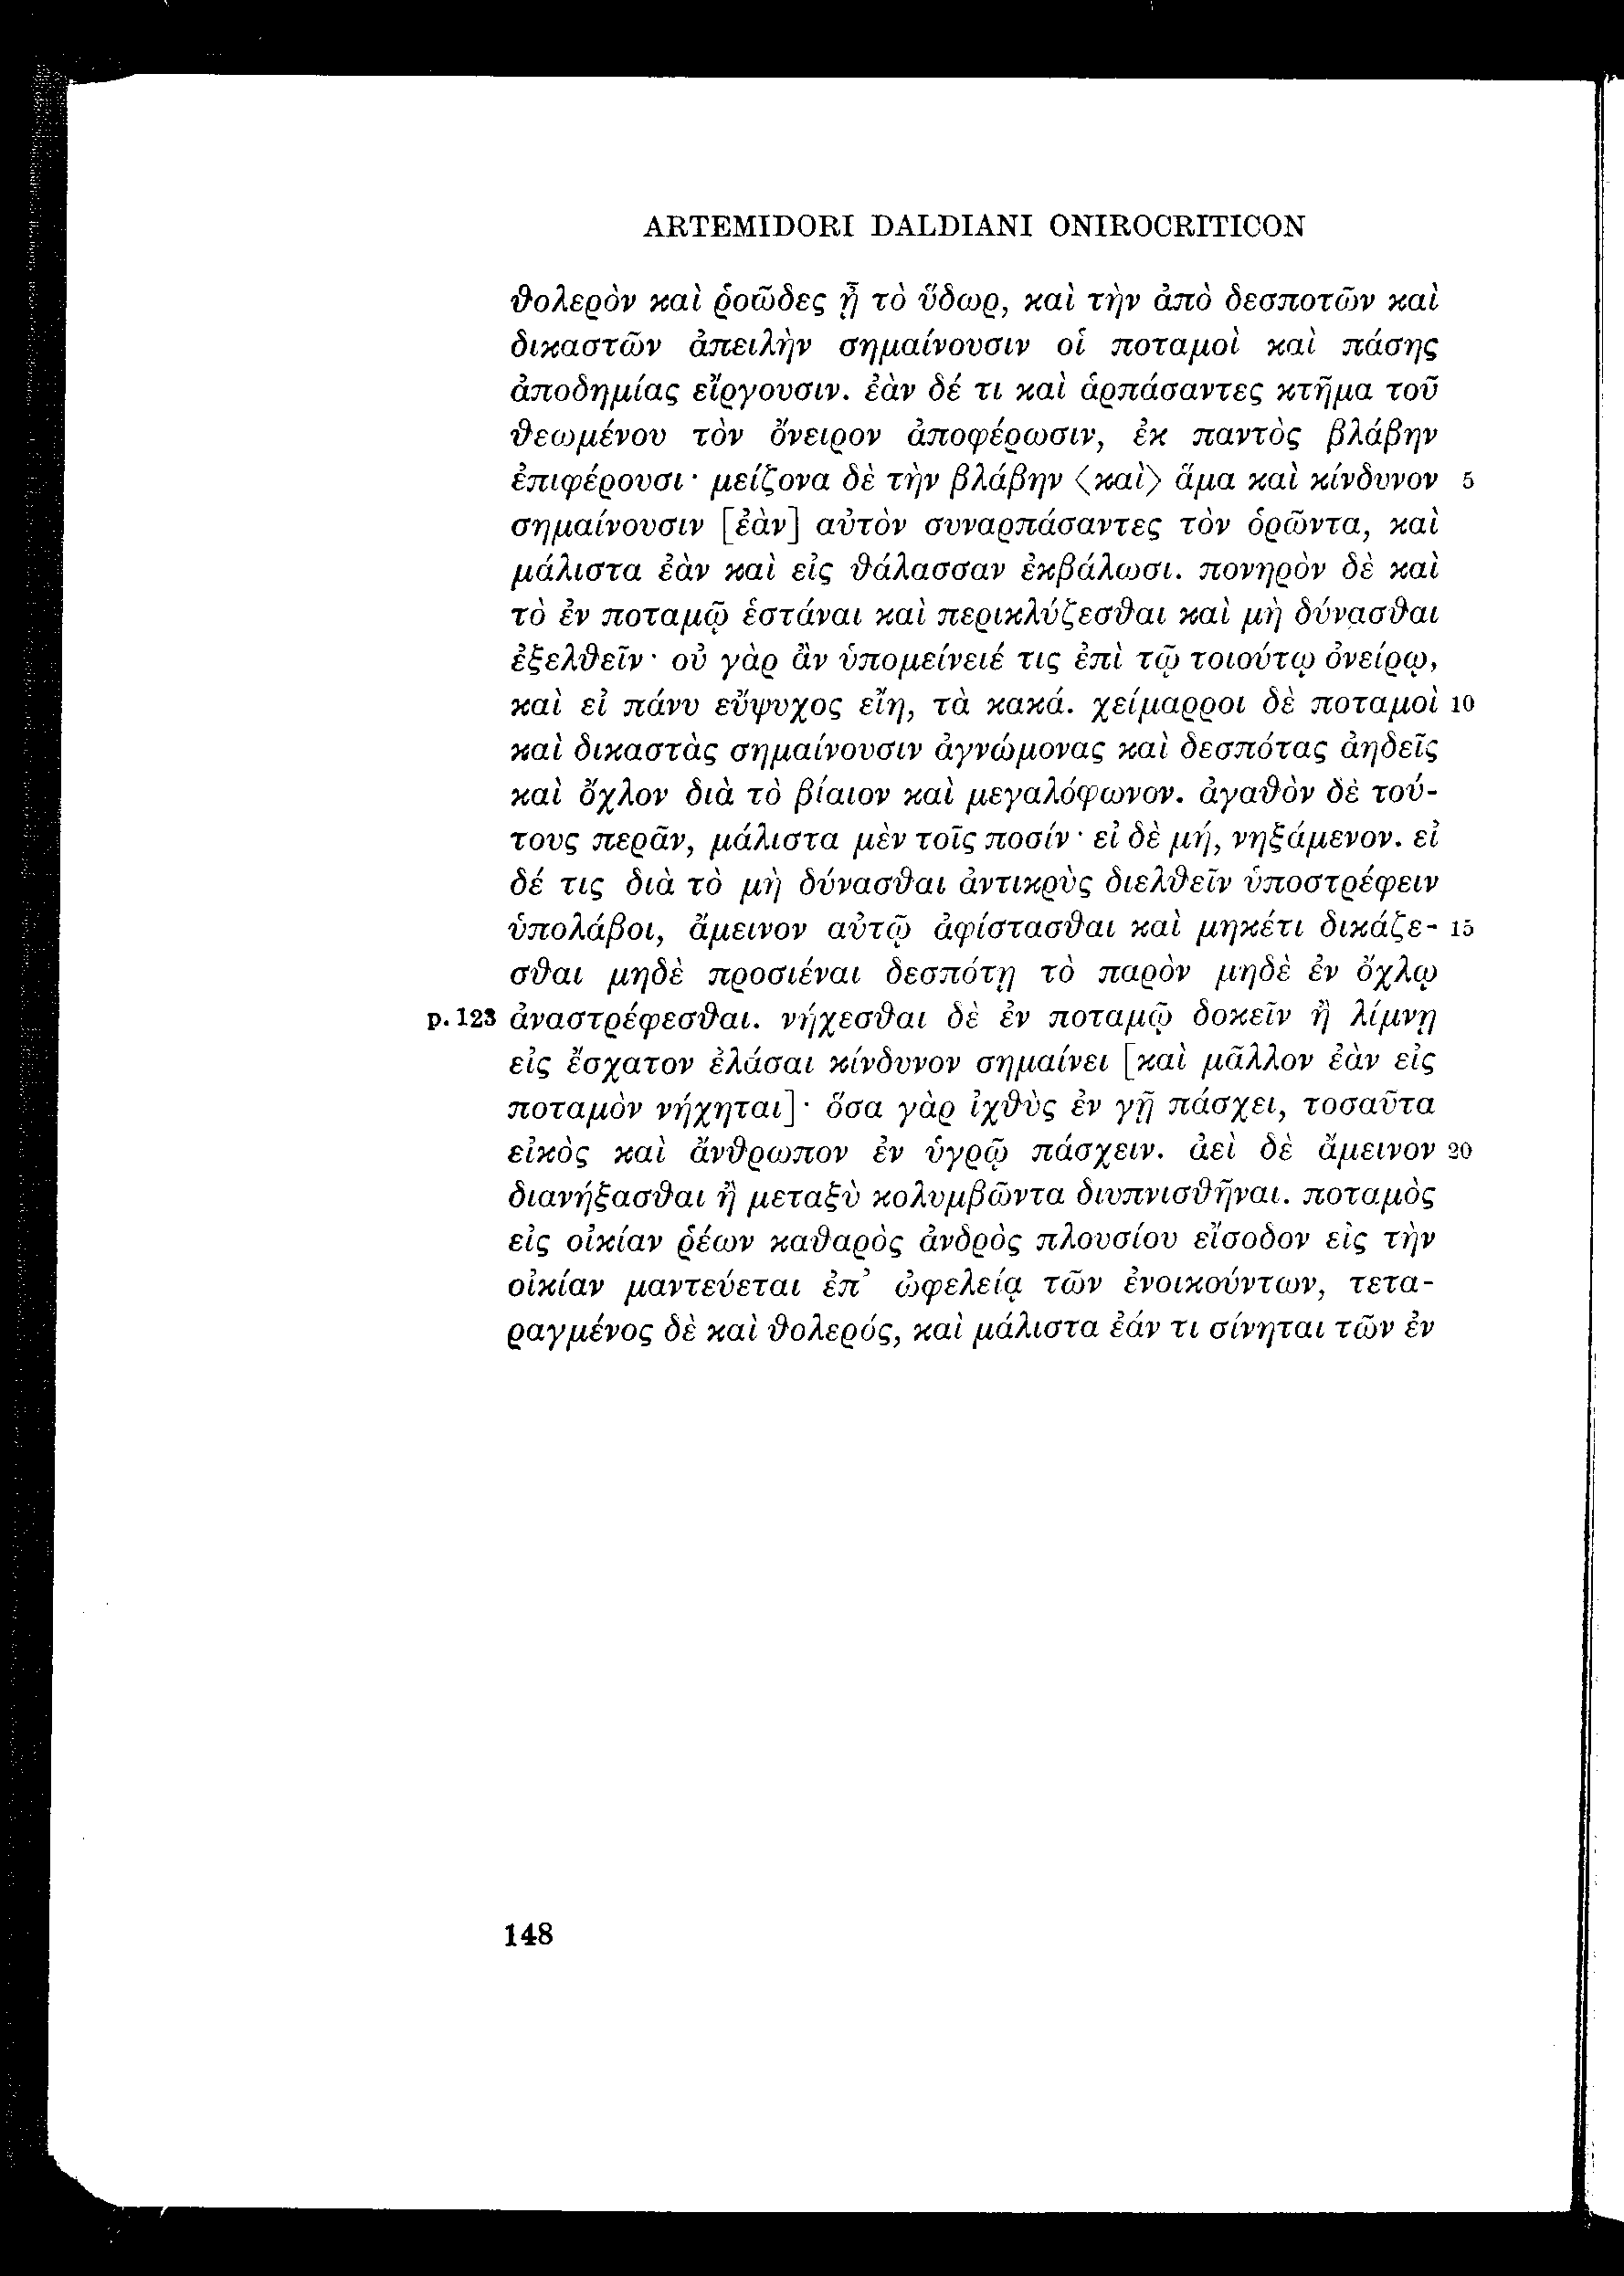 ARTEMIDORI DALDIANI ONIROCRITICON
θολερὸν καὶ ῥοῶδες ᾖ τὸ ὕδωρ, καὶ τὴν ἀπὸ δεσποτῶν καὶ
δικαστῶν ἀπειλὴν σημαίνουσιν οἱ ποταμοὶ καὶ πάσης
ἀποδημίας εἴργουσιν. ἐὰν δέ τι καὶ ἁρπάσαντες κτῆμα τοῦ
θεωμένου τὸν ὄνειρον ἀποφέρωσιν, ἐκ παντὸς βλάβην
ἐπιφέρουσι· μείζονα δὲ τὴν βλάβην ⟨καὶ⟩ ἅμα καὶ κίνδυνον 5
σημαίνουσιν [ἐὰν] αὐτὸν συναρπάσαντες τὸν ὁρῶντα, καὶ
μάλιστα ἐὰν καὶ εἰς θάλασσαν ἐκβάλωσι. πονηρὸν δὲ καὶ
τὸ ἐν ποταμῷ ἑστάναι καὶ περικλύζεσθαι καὶ μὴ δύνασθαι
ἐξελθεῖν· οὐ γὰρ ἂν ὑπομείνειέ τις ἐπὶ τῷ τοιούτῳ ὀνείρῳ,
καὶ εἰ πάνυ εὔψυχος εἴη, τὰ κακά. χείμαρροι δὲ ποταμοὶ 10
καὶ δικαστὰς σημαίνουσιν ἀγνώμονας καὶ δεσπότας ἀηδεῖς
καὶ ὄχλον διὰ τὸ βίαιον καὶ μεγαλόφωνον. ἀγαθὸν δὲ τού-
τους περᾶν, μάλιστα μὲν τοῖς ποσίν· εἰ δὲ μή, νηξάμενον. εἰ
δέ τις διὰ τὸ μὴ δύνασθαι ἀντικρὺς διελθεῖν ὑποστρέφειν
ὑπολάβοι, ἄμεινον αὐτῷ ἀφίστασθαι καὶ μηκέτι δικάζε- 15
σθαι μηδὲ προσιέναι δεσπότῃ τὸ παρὸν μηδὲ ἐν ὄχλῳ
p. 123 ἀναστρέφεσθαι. νήχεσθαι δὲ ἐν ποταμῷ δοκεῖν ἢ λίμνῃ
εἰς ἔσχατον ἐλάσαι κίνδυνον σημαίνει [καὶ μᾶλλον ἐὰν εἰς
ποταμὸν νήχηται]· ὅσα γὰρ ἰχθὺς ἐν γῇ πάσχει, τοσαῦτα
εἰκὸς καὶ ἄνθρωπον ἐν ὑγρῷ πάσχειν. ἀεὶ δὲ ἄμεινον 20
διανήξασθαι ἢ μεταξὺ κολυμβῶντα διυπνισθῆναι. ποταμὸς
εἰς οἰκίαν ῥέων καθαρὸς ἀνδρὸς πλουσίου εἴσοδον εἰς τὴν
οἰκίαν μαντεύεται ἐπ’ ὠφελείᾳ τῶν ἐνοικούντων, τετα-
ραγμένος δὲ καὶ θολερός, καὶ μάλιστα ἐάν τι σίνηται τῶν ἐν
148